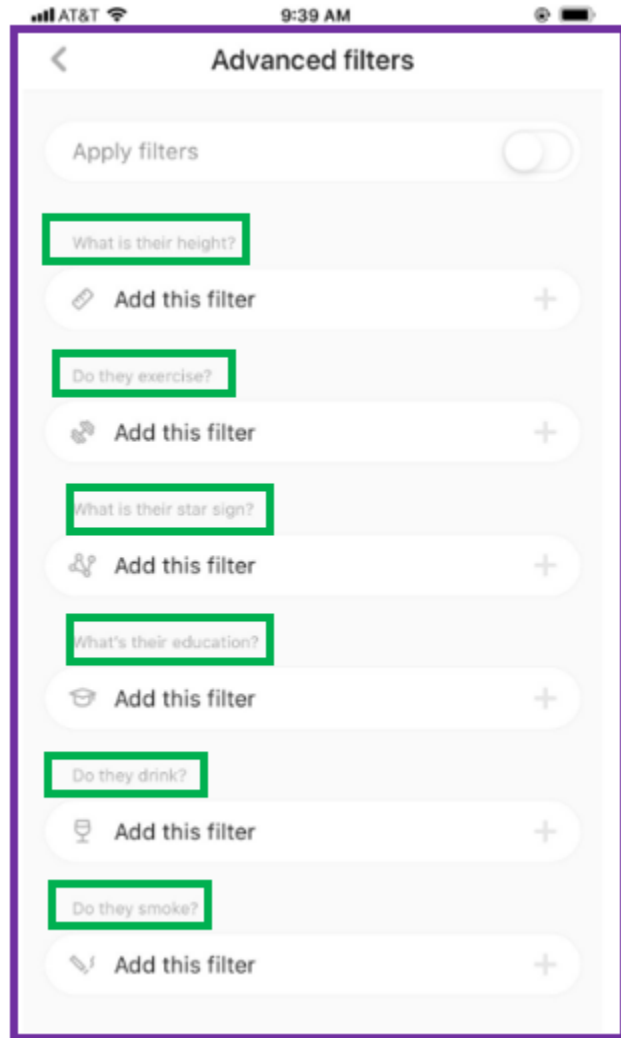 AT&T 9:39 AM
Advanced filters
Apply filters
What is their height?
Add this filter
Do they exercise?
Add this filter
What is their star sign?
Add this filter
What's their education?
Add this filter
Do they drink?
Add this filter
Do they smoke?
Add this filter